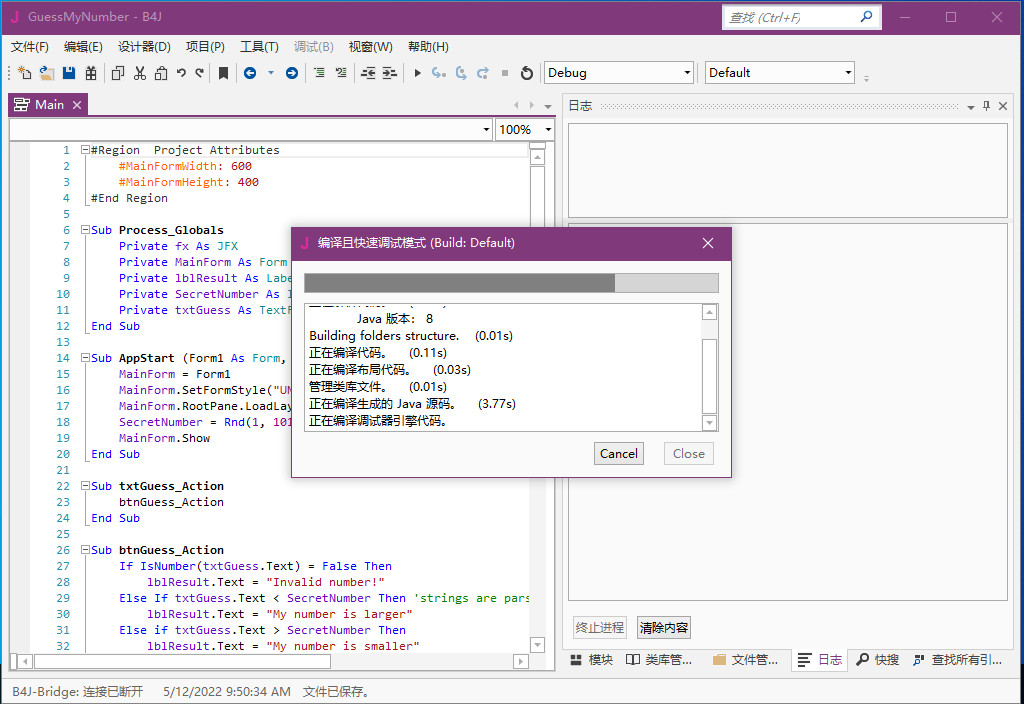 GuessMyNumber - B4J
查找 (Ctrl+F)
文件(F) 编辑(E) 设计器(D) 项目(P) 工具(T) 调试(B) 视窗(W) 帮助(H)
Debug Default
Main
100%
1 #Region Project Attributes
2 #MainFormWidth: 600
3 #MainFormHeight: 400
4 #End Region
5
6 Sub Process_Globals
7 Private fx As JFX
8 Private MainForm As Form
9 Private lblResult As Labe
10 Private SecretNumber As I
11 Private txtGuess As TextF
12 End Sub
13
14 Sub AppStart (Form1 As Form,
15 MainForm = Form1
16 MainForm.SetFormStyle("UN
17 MainForm.RootPane.LoadLay
18 SecretNumber = Rnd(1, 101
19 MainForm.Show
20 End Sub
21
22 Sub txtGuess_Action
23 btnGuess_Action
24 End Sub
25
26 Sub btnGuess_Action
27 If IsNumber(txtGuess.Text) = False Then
28 lblResult.Text = "Invalid number!"
29 Else If txtGuess.Text < SecretNumber Then 'strings are pars
30 lblResult.Text = "My number is larger"
31 Else if txtGuess.Text > SecretNumber Then
32 lblResult.Text = "My number is smaller"
编译且快速调试模式 (Build: Default)
Java 版本: 8
Building folders structure. (0.01s)
正在编译代码。 (0.11s)
正在编译布局代码。 (0.03s)
管理类库文件。 (0.01s)
正在编译生成的 Java 源码。 (3.77s)
正在编译调试器引擎代码。
Cancel Close
日志
终止进程 清除内容
模块 类库管... 文件管... 日志 快搜 查找所有引...
B4J-Bridge: 连接已断开 5/12/2022 9:50:34 AM 文件已保存。